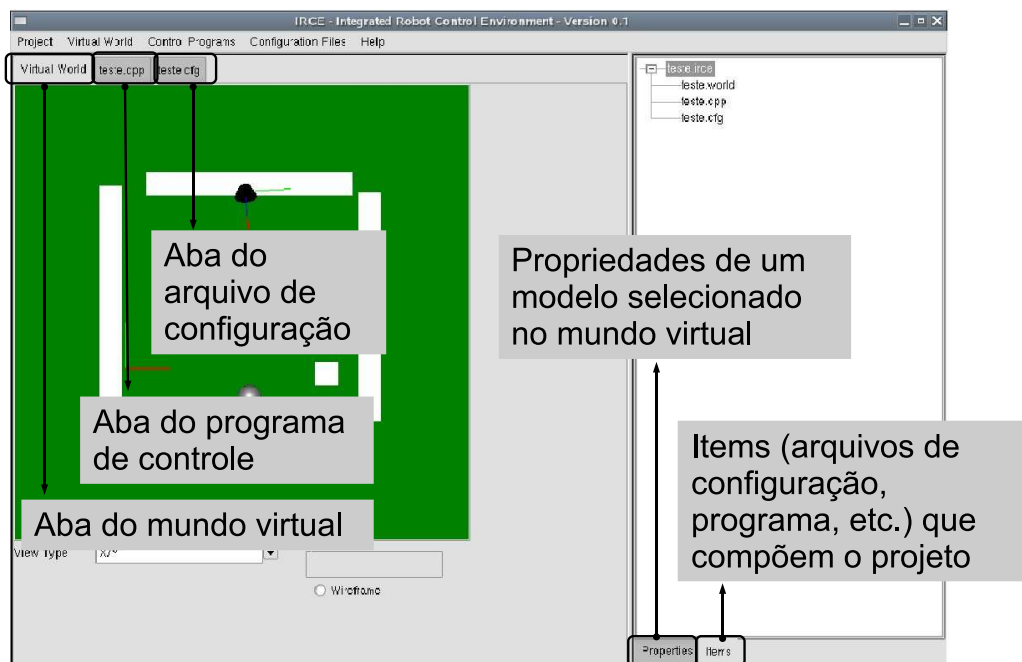 IRCE - Integrated Robot Control Environment - Version 0.1
Project Virtual World Control Programs Configuration Files Help
Virtual World teste.cpp teste.cfg
teste.irce
teste.world
teste.cpp
teste.cfg
Aba do
arquivo de
configuração
Propriedades de um
modelo selecionado
no mundo virtual
Aba do programa
de controle
Items (arquivos de
configuração,
programa, etc.) que
compõem o projeto
Aba do mundo virtual
View Type
Wireframe
Properties Items